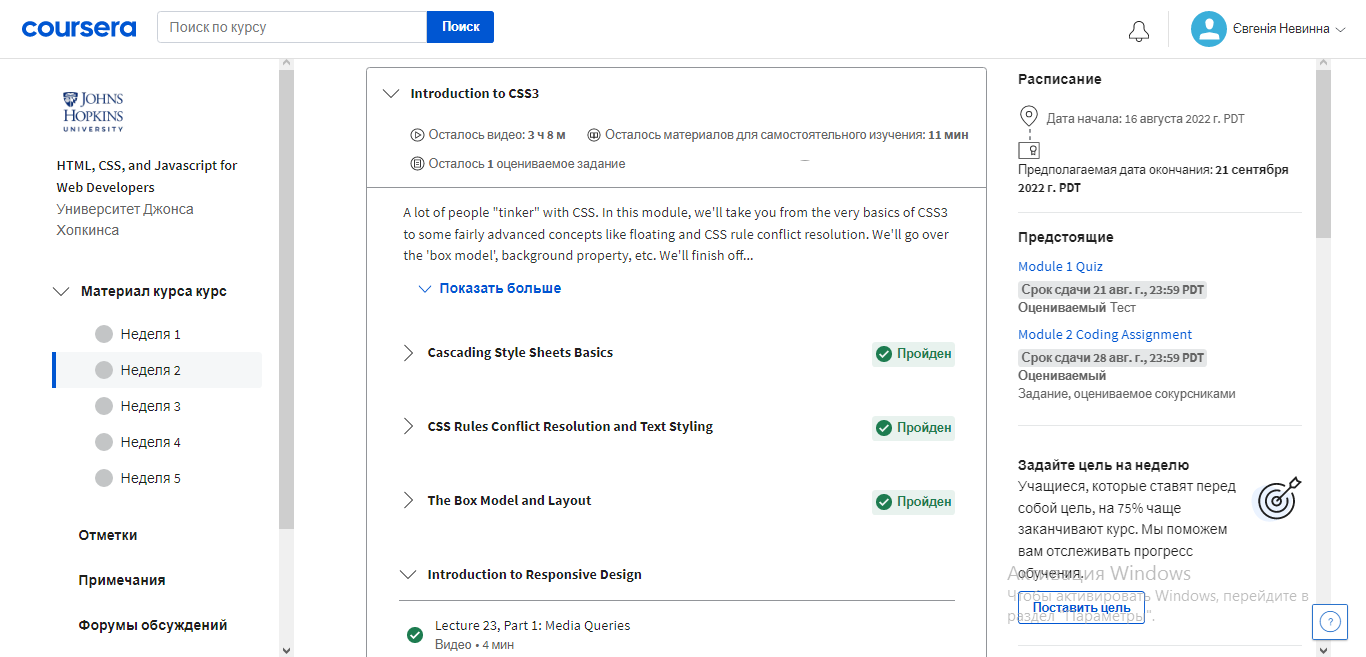 coursera
Поиск по курсу
Поиск
Євгенія Невинна
JOHNS
HOPKINS
UNIVERSITY
HTML, CSS, and Javascript for
Web Developers
Университет Джонса
Хопкинса
Материал курса курс
Неделя 1
Неделя 2
Неделя 3
Неделя 4
Неделя 5
Отметки
Примечания
Форумы обсуждений
Introduction to CSS3
Осталось видео: 3 ч 8 м
Осталось материалов для самостоятельного изучения: 11 мин
Осталось 1 оцениваемое задание
A lot of people "tinker" with CSS. In this module, we'll take you from the very basics of CSS3
to some fairly advanced concepts like floating and CSS rule conflict resolution. We'll go over
the 'box model', background property, etc. We'll finish off...
Показать больше
Cascading Style Sheets Basics
Пройден
CSS Rules Conflict Resolution and Text Styling
Пройден
The Box Model and Layout
Пройден
Introduction to Responsive Design
Lecture 23, Part 1: Media Queries
Видео • 4 мин
Расписание
Дата начала: 16 августа 2022 г. PDT
Предполагаемая дата окончания: 21 сентября
2022 г. PDT
Предстоящие
Module 1 Quiz
Срок сдачи 21 авг. г., 23:59 PDT
Оцениваемый Тест
Module 2 Coding Assignment
Срок сдачи 28 авг. г., 23:59 PDT
Оцениваемый
Задание, оцениваемое сокурсниками
Задайте цель на неделю
Учащиеся, которые ставят перед
собой цель, на 75% чаще
заканчивают курс. Мы поможем
вам отслеживать прогресс
обучения.
Поставить цель
Активация Windows
Чтобы активировать Windows, перейдите в
раздел "Параметры".
?